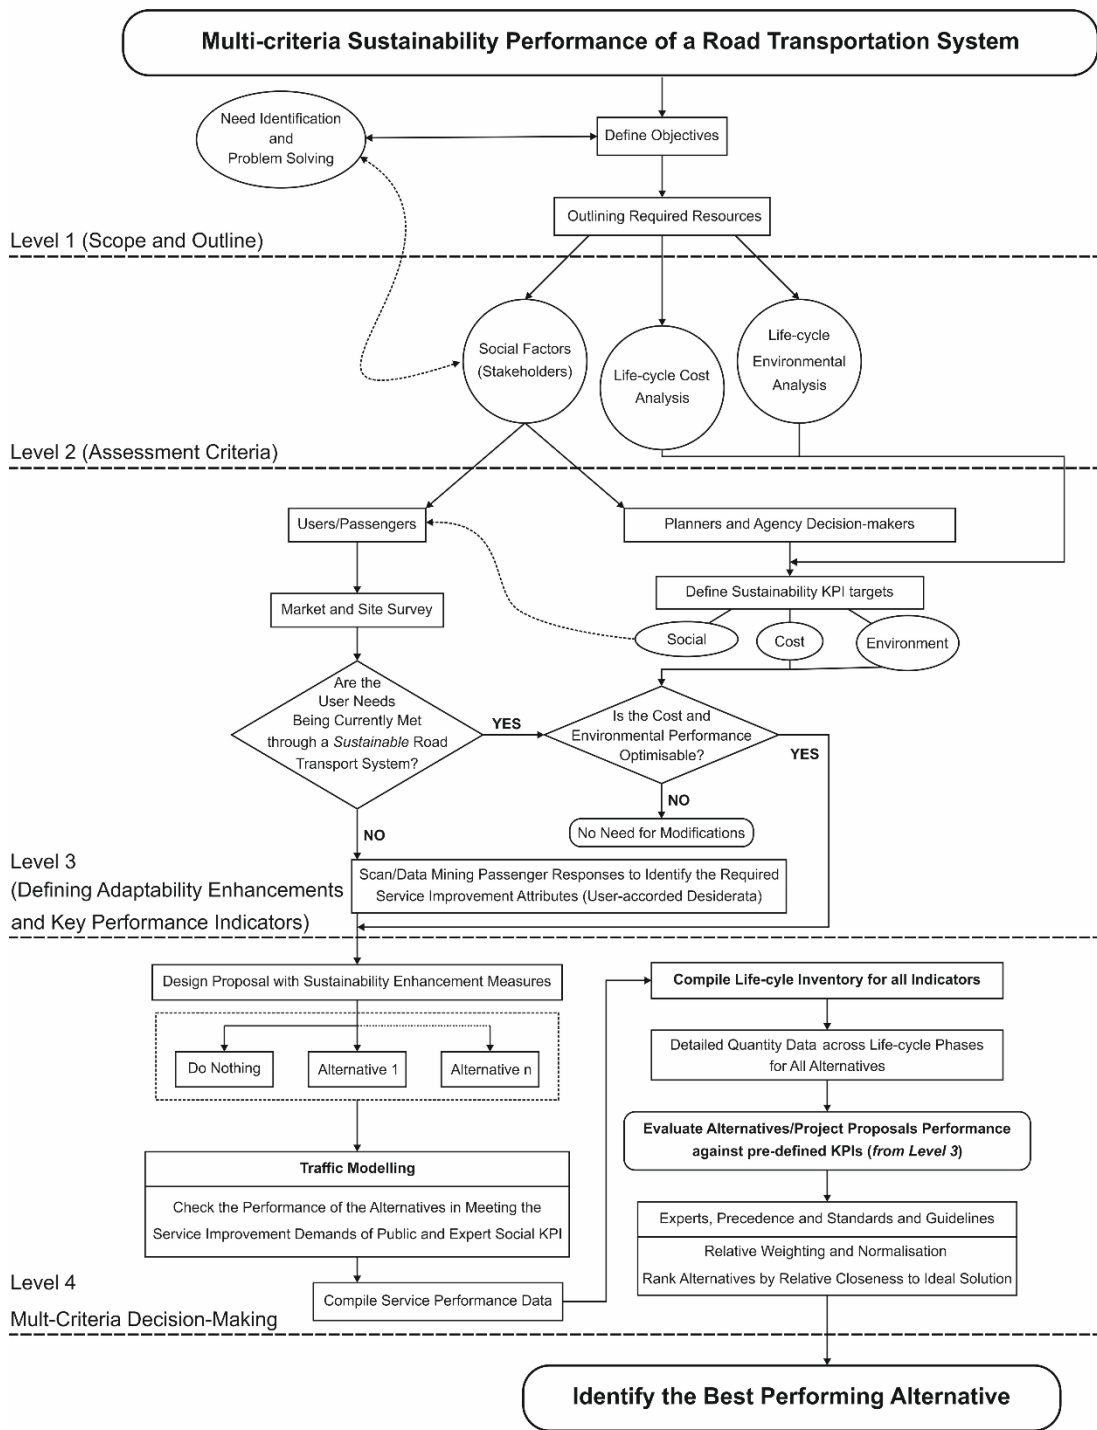 Multi-criteria Sustainability Performance of a Road Transportation System
Need Identification
and
Problem Solving
Define Objectives
Outlining Required Resources
Level 1 (Scope and Outline)
Social Factors
(Stakeholders)
Life-cycle Cost
Analysis
Life-cycle
Environmental
Analysis
Level 2 (Assessment Criteria)
Users/Passengers
Planners and Agency Decision-makers
Market and Site Survey
Define Sustainability KPI targets
Social
Cost
Environment
Are the
User Needs
Being Currently Met
through a Sustainable Road
Transport System?
YES
Is the Cost and
Environmental Performance
Optimisable?
YES
NO
No Need for Modifications
NO
Level 3
(Defining Adaptability Enhancements
and Key Performance Indicators)
Scan/Data Mining Passenger Responses to Identify the Required
Service Improvement Attributes (User-accorded Desiderata)
Design Proposal with Sustainability Enhancement Measures
Do Nothing
Alternative 1
Alternative n
Traffic Modelling
Check the Performance of the Alternatives in Meeting the
Service Improvement Demands of Public and Expert Social KPI
Compile Service Performance Data
Compile Life-cyle Inventory for all Indicators
Detailed Quantity Data across Life-cycle Phases
for All Alternatives
Evaluate Alternatives/Project Proposals Performance
against pre-defined KPIs (from Level 3)
Experts, Precedence and Standards and Guidelines
Relative Weighting and Normalisation
Rank Alternatives by Relative Closeness to Ideal Solution
Level 4
Mult-Criteria Decision-Making
Identify the Best Performing Alternative